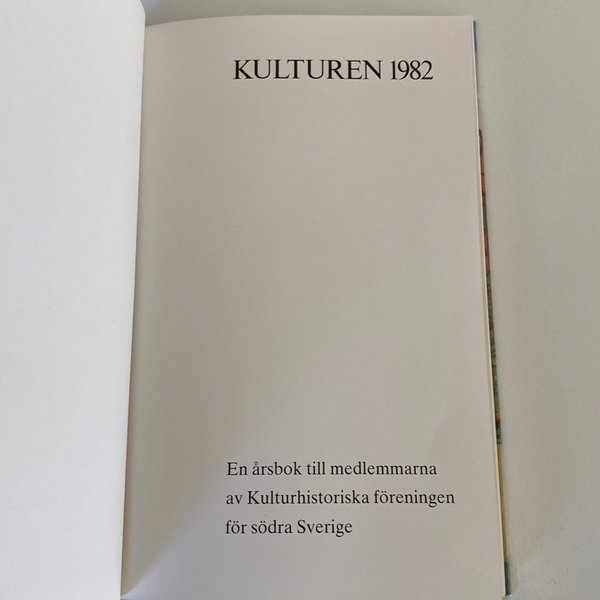 KULTUREN 1982
En årsbok till medlemmarna
av Kulturhistoriska föreningen
för södra Sverige